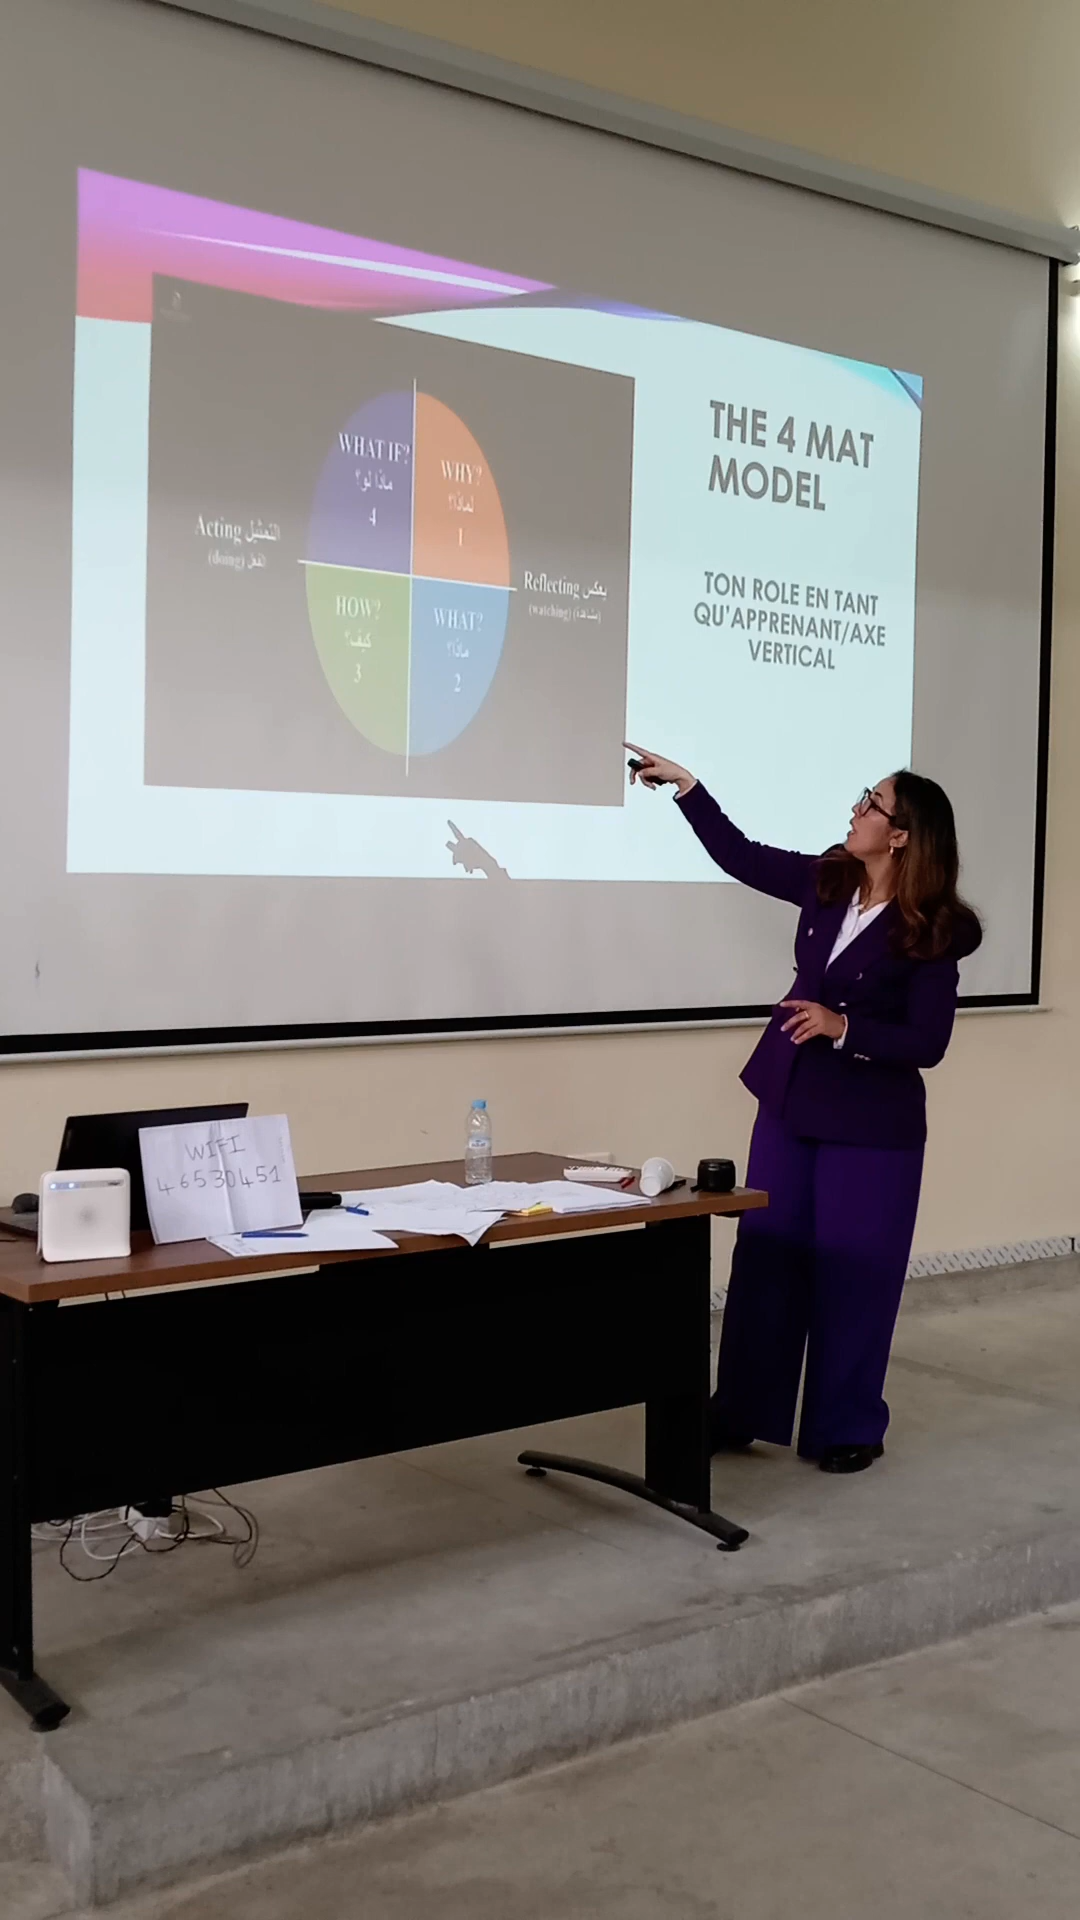 THE 4 MAT
MODEL
TON ROLE EN TANT
QU'APPRENANT/AXE
VERTICAL
WHAT IF?
ماذا لو؟
4
WHY?
لماذا؟
1
Acting التمثيل
(doing) الفعل
Reflecting يعكس
(watching) (مشاهدة)
HOW?
كيف؟
3
WHAT?
ماذا؟
2
WIFI
46530451